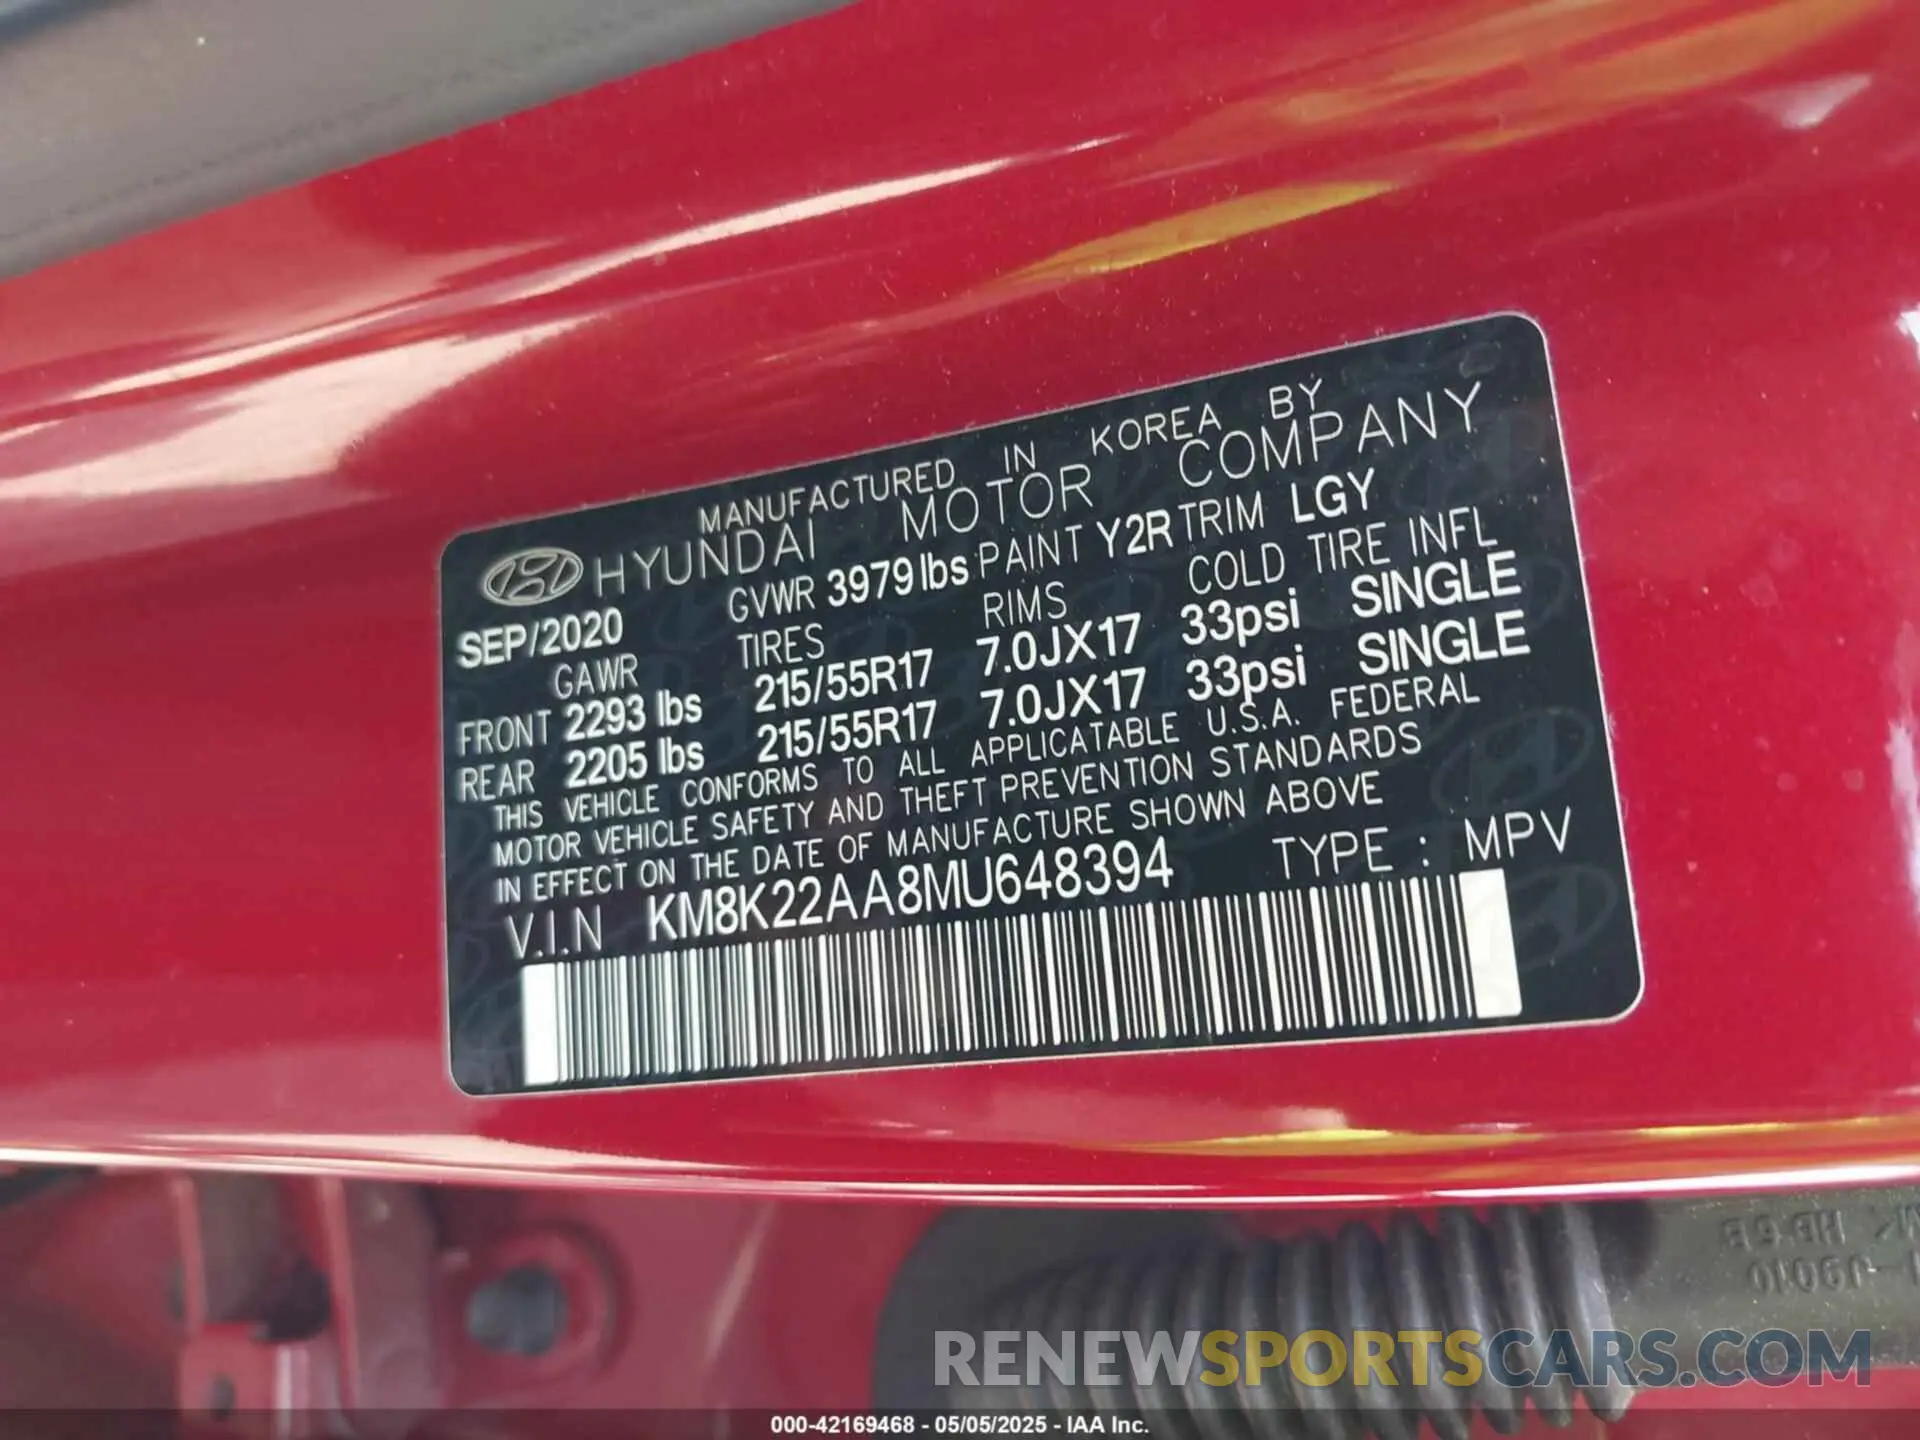 MANUFACTURED IN KOREA BY
HYUNDAI MOTOR COMPANY
SEP/2020 GVWR 3979 lbs PAINT Y2R TRIM LGY
GAWR TIRES RIMS COLD TIRE INFL
FRONT 2293 lbs 215/55R17 7.0JX17 33psi SINGLE
REAR 2205 lbs 215/55R17 7.0JX17 33psi SINGLE
THIS VEHICLE CONFORMS TO ALL APPLICATABLE U.S.A. FEDERAL
MOTOR VEHICLE SAFETY AND THEFT PREVENTION STANDARDS
IN EFFECT ON THE DATE OF MANUFACTURE SHOWN ABOVE
V.I.N KM8K22AA8MU648394 TYPE : MPV
RENEWSPORTSCARS.COM
000-42169468 - 05/05/2025 - IAA Inc.